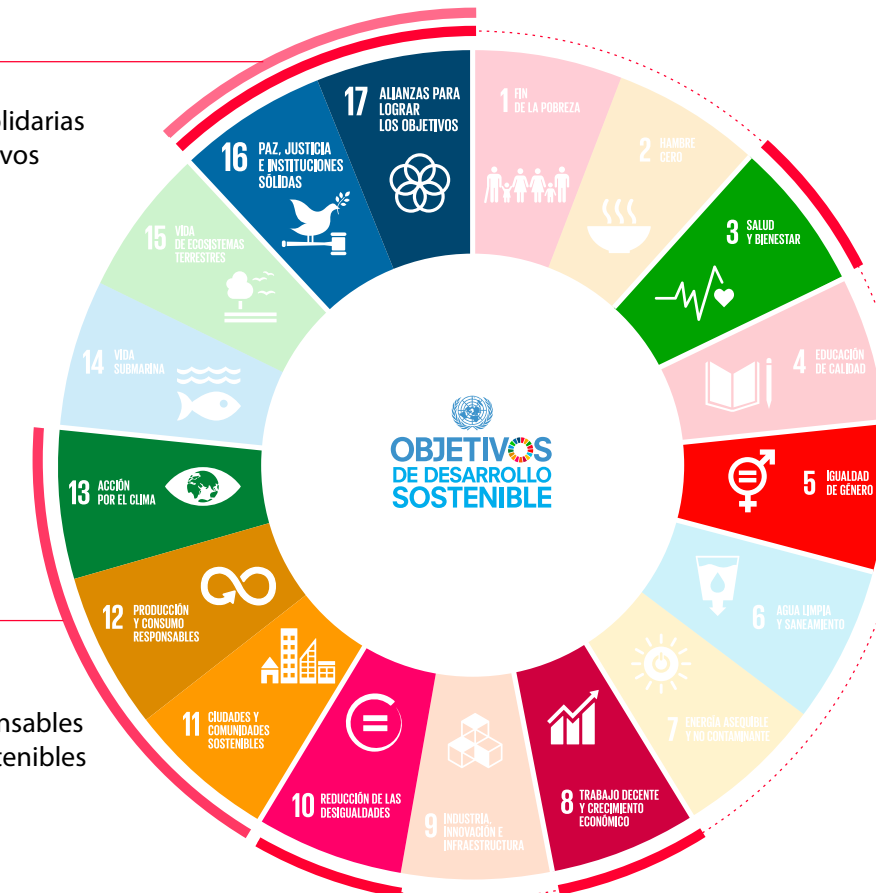 lidarias
vos
nsables
tenibles
17 ALIANZAS PARA
LOGRAR
LOS OBJETIVOS
1 FIN
DE LA POBREZA
2 HAMBRE
CERO
3 SALUD
Y BIENESTAR
4 EDUCACIÓN
DE CALIDAD
5 IGUALDAD
DE GÉNERO
6 AGUA LIMPIA
Y SANEAMIENTO
7 ENERGÍA ASEQUIBLE
Y NO CONTAMINANTE
8 TRABAJO DECENTE
Y CRECIMIENTO
ECONÓMICO
9 INDUSTRIA,
INNOVACIÓN E
INFRAESTRUCTURA
10 REDUCCIÓN DE LAS
DESIGUALDADES
11 CIUDADES Y
COMUNIDADES
SOSTENIBLES
12 PRODUCCIÓN
Y CONSUMO
RESPONSABLES
13 ACCIÓN
POR EL CLIMA
14 VIDA
SUBMARINA
15 VIDA
DE ECOSISTEMAS
TERRESTRES
16 PAZ, JUSTICIA
E INSTITUCIONES
SÓLIDAS
OBJETIVOS
DE DESARROLLO
SOSTENIBLE